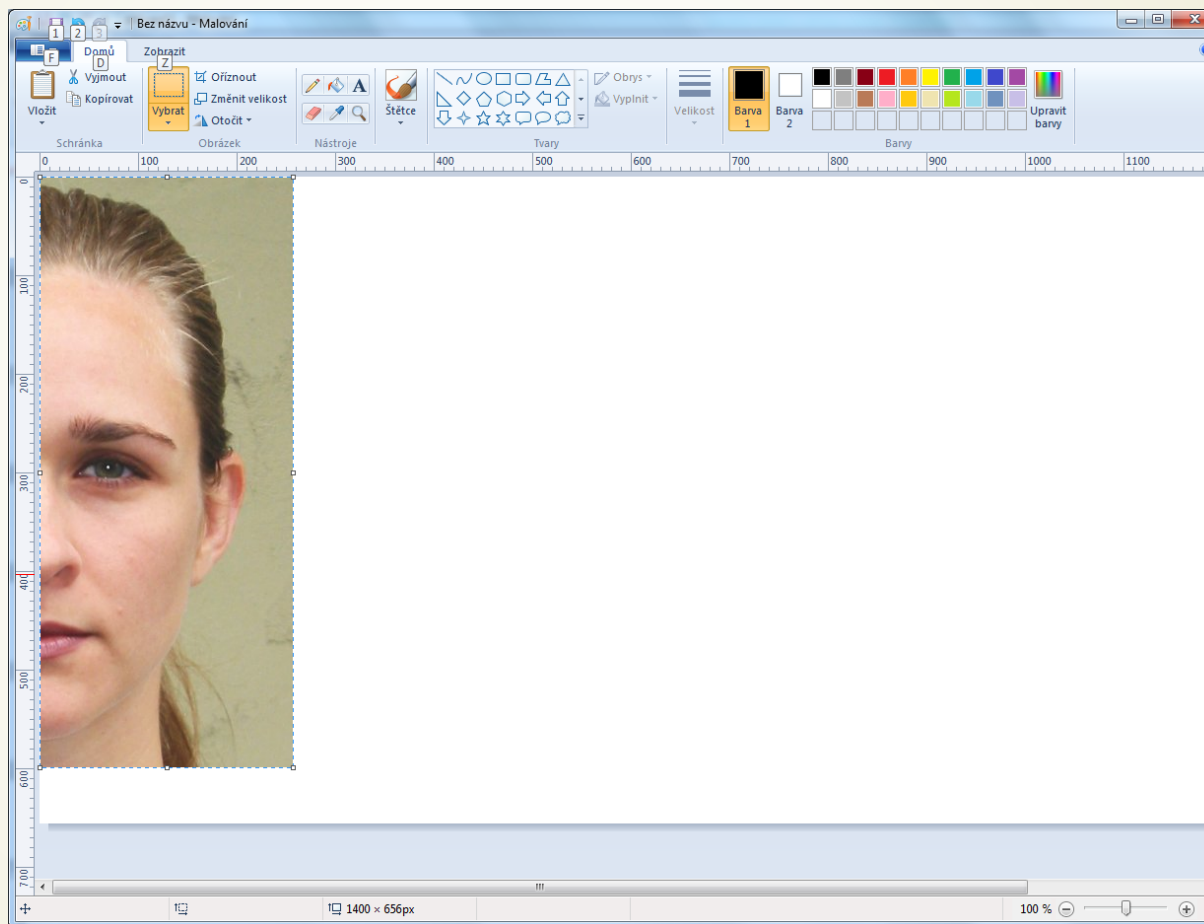 1 2 3 Bez názvu - Malování
F Domů Zobrazit
D Z
Vložit
Vyjmout
Kopírovat
Schránka
Vybrat
Oříznout
Změnit velikost
Otočit
Obrázek
A
Nástroje
Štětce
Tvary
Obrys
Vyplnit
Velikost
Barva
1
Barva
2
Upravit
barvy
Barvy
0 100 200 300 400 500 600 700 800 900 1000 1100
0
100
200
300
400
500
600
700
1400 × 656px
100 %